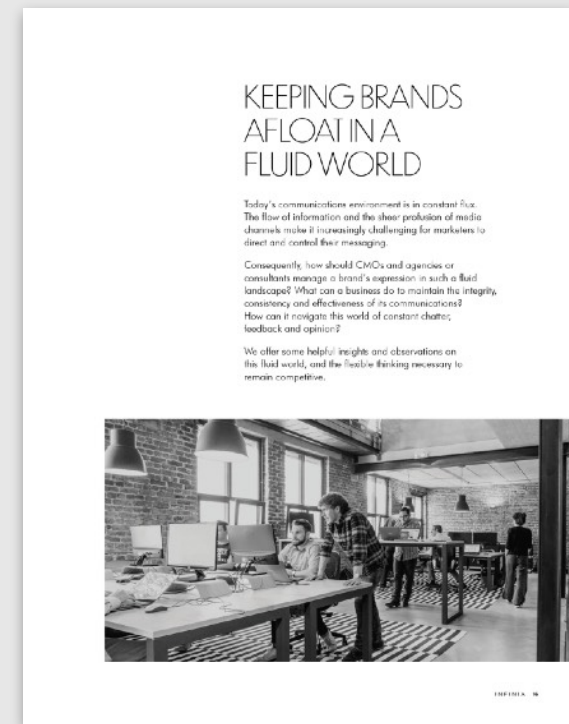 KEEPING BRANDS
AFLOAT IN A
FLUID WORLD
Today's communications environment is in constant flux.
The flow of information and the sheer profusion of media
channels make it increasingly challenging for marketers to
direct and control their messaging.
Consequently, how should CMOs and agencies or
consultants manage a brand's expression in such a fluid
landscape? What can a business do to maintain the integrity,
consistency and effectiveness of its communications?
How can it navigate this world of constant chatter,
feedback and opinion?
We offer some helpful insights and observations on
this fluid world, and the flexible thinking necessary to
remain competitive.